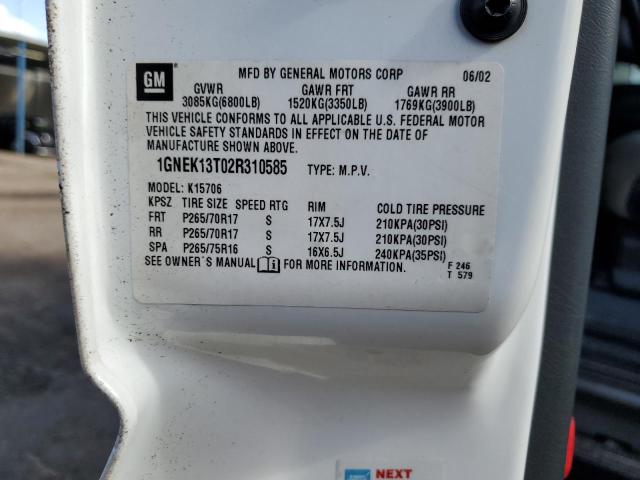 GM
MFD BY GENERAL MOTORS CORP 06/02
GVWR GAWR FRT GAWR RR
3085KG(6800LB) 1520KG(3350LB) 1769KG(3900LB)
THIS VEHICLE CONFORMS TO ALL APPLICABLE U.S. FEDERAL MOTOR
VEHICLE SAFETY STANDARDS IN EFFECT ON THE DATE OF
MANUFACTURE SHOWN ABOVE.
1GNEK13T02R310585 TYPE: M.P.V.
MODEL: K15706
KPSZ TIRE SIZE SPEED RTG RIM COLD TIRE PRESSURE
FRT P265/70R17 S 17X7.5J 210KPA(30PSI)
RR P265/70R17 S 17X7.5J 210KPA(30PSI)
SPA P265/75R16 S 16X6.5J 240KPA(35PSI)
SEE OWNER'S MANUAL FOR MORE INFORMATION.
F 246
T 579
NEXT